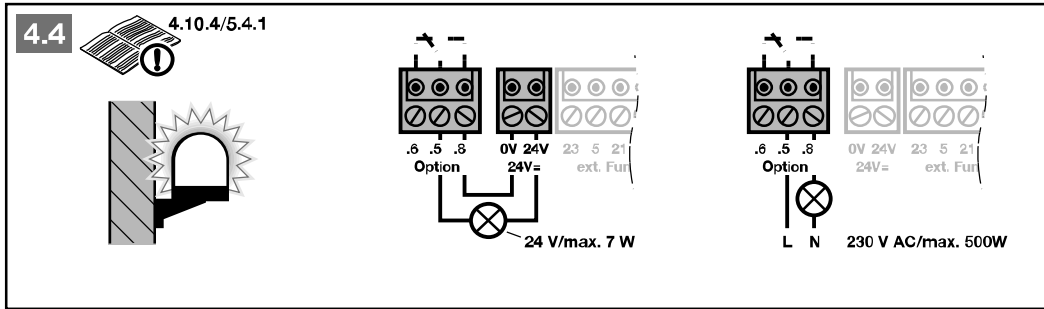 4.4
4.10.4/5.4.1
.6 .5 .8
Option
0V 24V
24V=
23 5 21
ext. Fun
24 V/max. 7 W
.6 .5 .8
Option
0V 24V
24V=
23 5 21
ext. Fun
L N
230 V AC/max. 500W